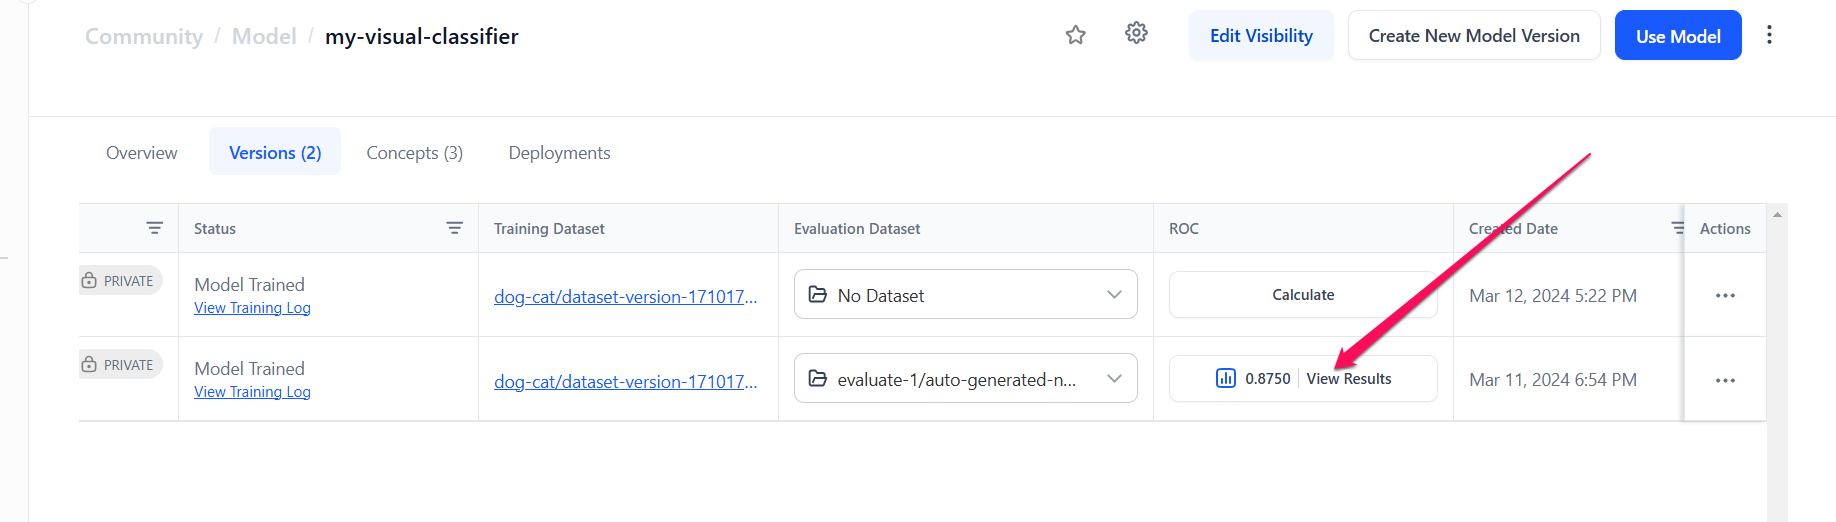 Community / Model / my-visual-classifier
Edit Visibility
Create New Model Version
Use Model
Overview
Versions (2)
Concepts (3)
Deployments
Status
Training Dataset
Evaluation Dataset
ROC
Created Date
Actions
PRIVATE
Model Trained
View Training Log
dog-cat/dataset-version-171017...
No Dataset
Calculate
Mar 12, 2024 5:22 PM
PRIVATE
Model Trained
View Training Log
dog-cat/dataset-version-171017...
evaluate-1/auto-generated-n...
0.8750
View Results
Mar 11, 2024 6:54 PM